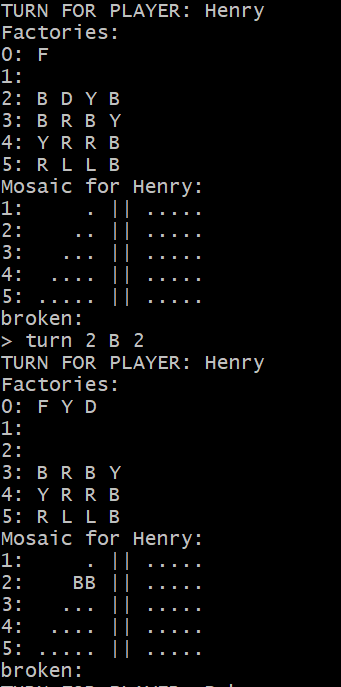 TURN FOR PLAYER: Henry
Factories:
0: F
1:
2: B D Y B
3: B R B Y
4: Y R R B
5: R L L B
Mosaic for Henry:
1:     . || .....
2:    .. || .....
3:   ... || .....
4:  .... || .....
5: ..... || .....
broken:
> turn 2 B 2
TURN FOR PLAYER: Henry
Factories:
0: F Y D
1:
2:
3: B R B Y
4: Y R R B
5: R L L B
Mosaic for Henry:
1:     . || .....
2:    BB || .....
3:   ... || .....
4:  .... || .....
5: ..... || .....
broken: